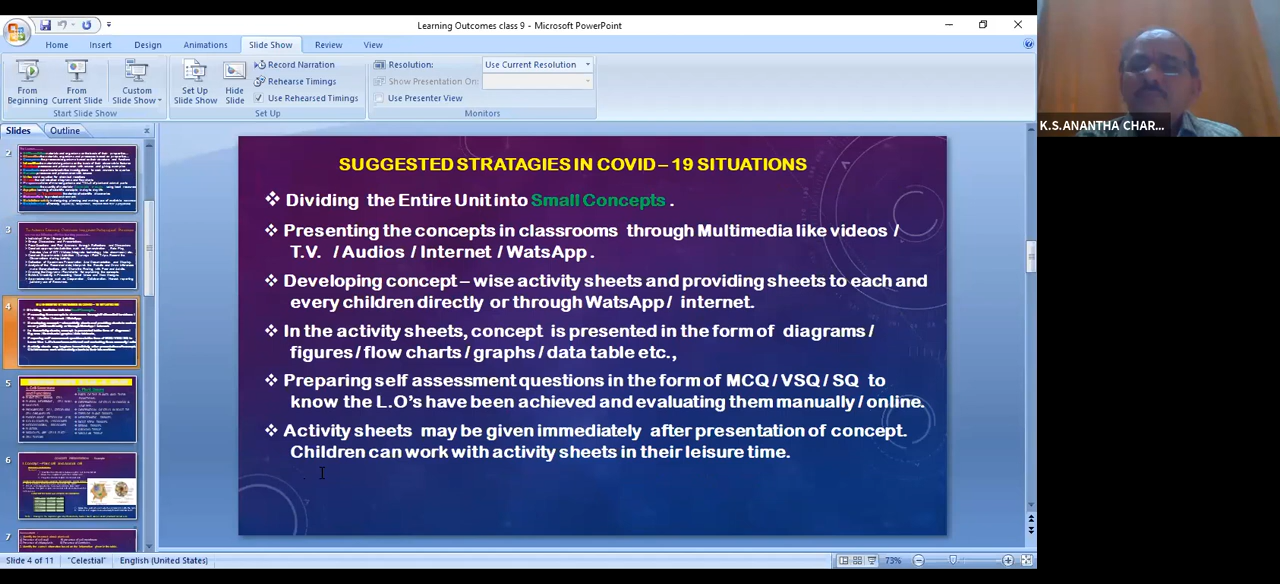 Learning Outcomes class 9 - Microsoft PowerPoint
Home Insert Design Animations Slide Show Review View
From Beginning
From Current Slide
Custom Slide Show
Start Slide Show
Set Up Slide Show
Hide Slide
Record Narration
Rehearse Timings
Use Rehearsed Timings
Set Up
Resolution: Use Current Resolution
Show Presentation On:
Use Presenter View
Monitors
K.S.ANANTHA CHAR...
Slides Outline
2
3
4
5
6
7
SUGGESTED STRATAGIES IN COVID – 19 SITUATIONS
Dividing the Entire Unit into Small Concepts .
Presenting the concepts in classrooms through Multimedia like videos /
T.V. / Audios / Internet / WatsApp .
Developing concept – wise activity sheets and providing sheets to each and
every children directly or through WatsApp / internet.
In the activity sheets, concept is presented in the form of diagrams /
figures / flow charts / graphs / data table etc.,
Preparing self assessment questions in the form of MCQ / VSQ / SQ to
know the L.O's have been achieved and evaluating them manually / online.
Activity sheets may be given immediately after presentation of concept.
Children can work with activity sheets in their leisure time.
Slide 4 of 11 "Celestial" English (United States) 73%